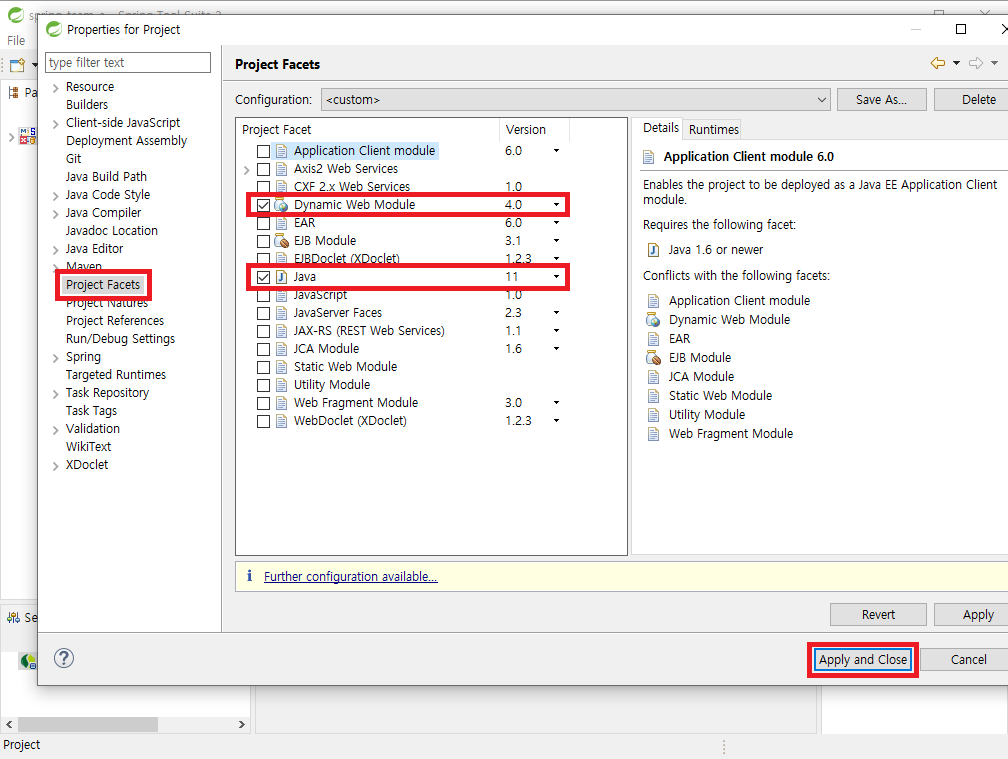 Properties for Project
File
Pa
type filter text
Resource
Builders
Client-side JavaScript
Deployment Assembly
Git
Java Build Path
Java Code Style
Java Compiler
Javadoc Location
Java Editor
Maven
Project Facets
Project Natures
Project References
Run/Debug Settings
Spring
Targeted Runtimes
Task Repository
Task Tags
Validation
WikiText
XDoclet
Project Facets
Configuration: <custom> Save As... Delete
Project Facet Version
Application Client module 6.0
Axis2 Web Services
CXF 2.x Web Services 1.0
Dynamic Web Module 4.0
EAR 6.0
EJB Module 3.1
EJBDoclet (XDoclet) 1.2.3
Java 11
JavaScript 1.0
JavaServer Faces 2.3
JAX-RS (REST Web Services) 1.1
JCA Module 1.6
Static Web Module
Utility Module
Web Fragment Module 3.0
WebDoclet (XDoclet) 1.2.3
Details Runtimes
Application Client module 6.0
Enables the project to be deployed as a Java EE Application Client
module.
Requires the following facet:
Java 1.6 or newer
Conflicts with the following facets:
Application Client module
Dynamic Web Module
EAR
EJB Module
JCA Module
Static Web Module
Utility Module
Web Fragment Module
Further configuration available...
Revert Apply
Se
Apply and Close Cancel
Project